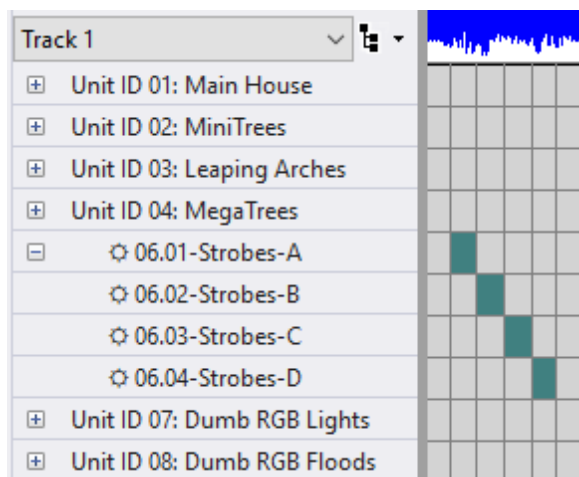 Track 1
Unit ID 01: Main House
Unit ID 02: MiniTrees
Unit ID 03: Leaping Arches
Unit ID 04: MegaTrees
06.01-Strobes-A
06.02-Strobes-B
06.03-Strobes-C
06.04-Strobes-D
Unit ID 07: Dumb RGB Lights
Unit ID 08: Dumb RGB Floods